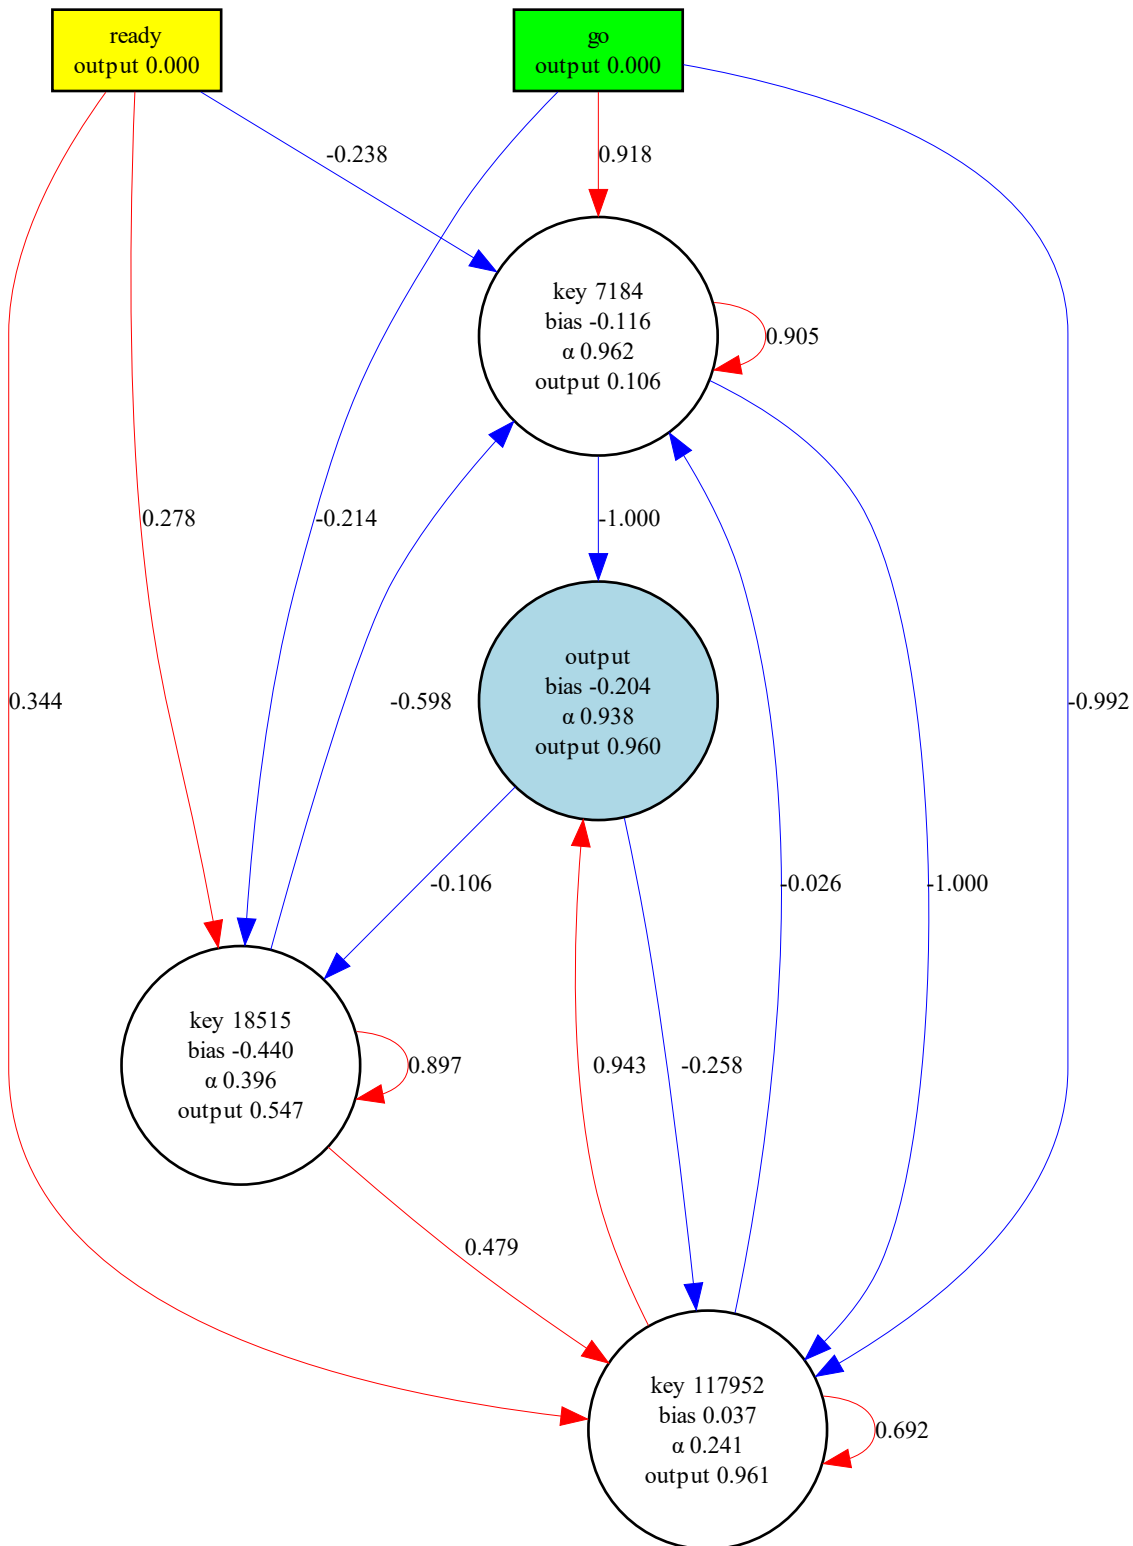 ready
output 0.000
go
output 0.000
-0.238
0.918
key 7184
bias -0.116
α 0.962
output 0.106
0.905
0.278
-0.214
-1.000
output
bias -0.204
α 0.938
output 0.960
0.344
-0.598
-0.992
-0.106
-0.026
-1.000
key 18515
bias -0.440
α 0.396
output 0.547
0.897
0.943
-0.258
0.479
key 117952
bias 0.037
α 0.241
output 0.961
0.692